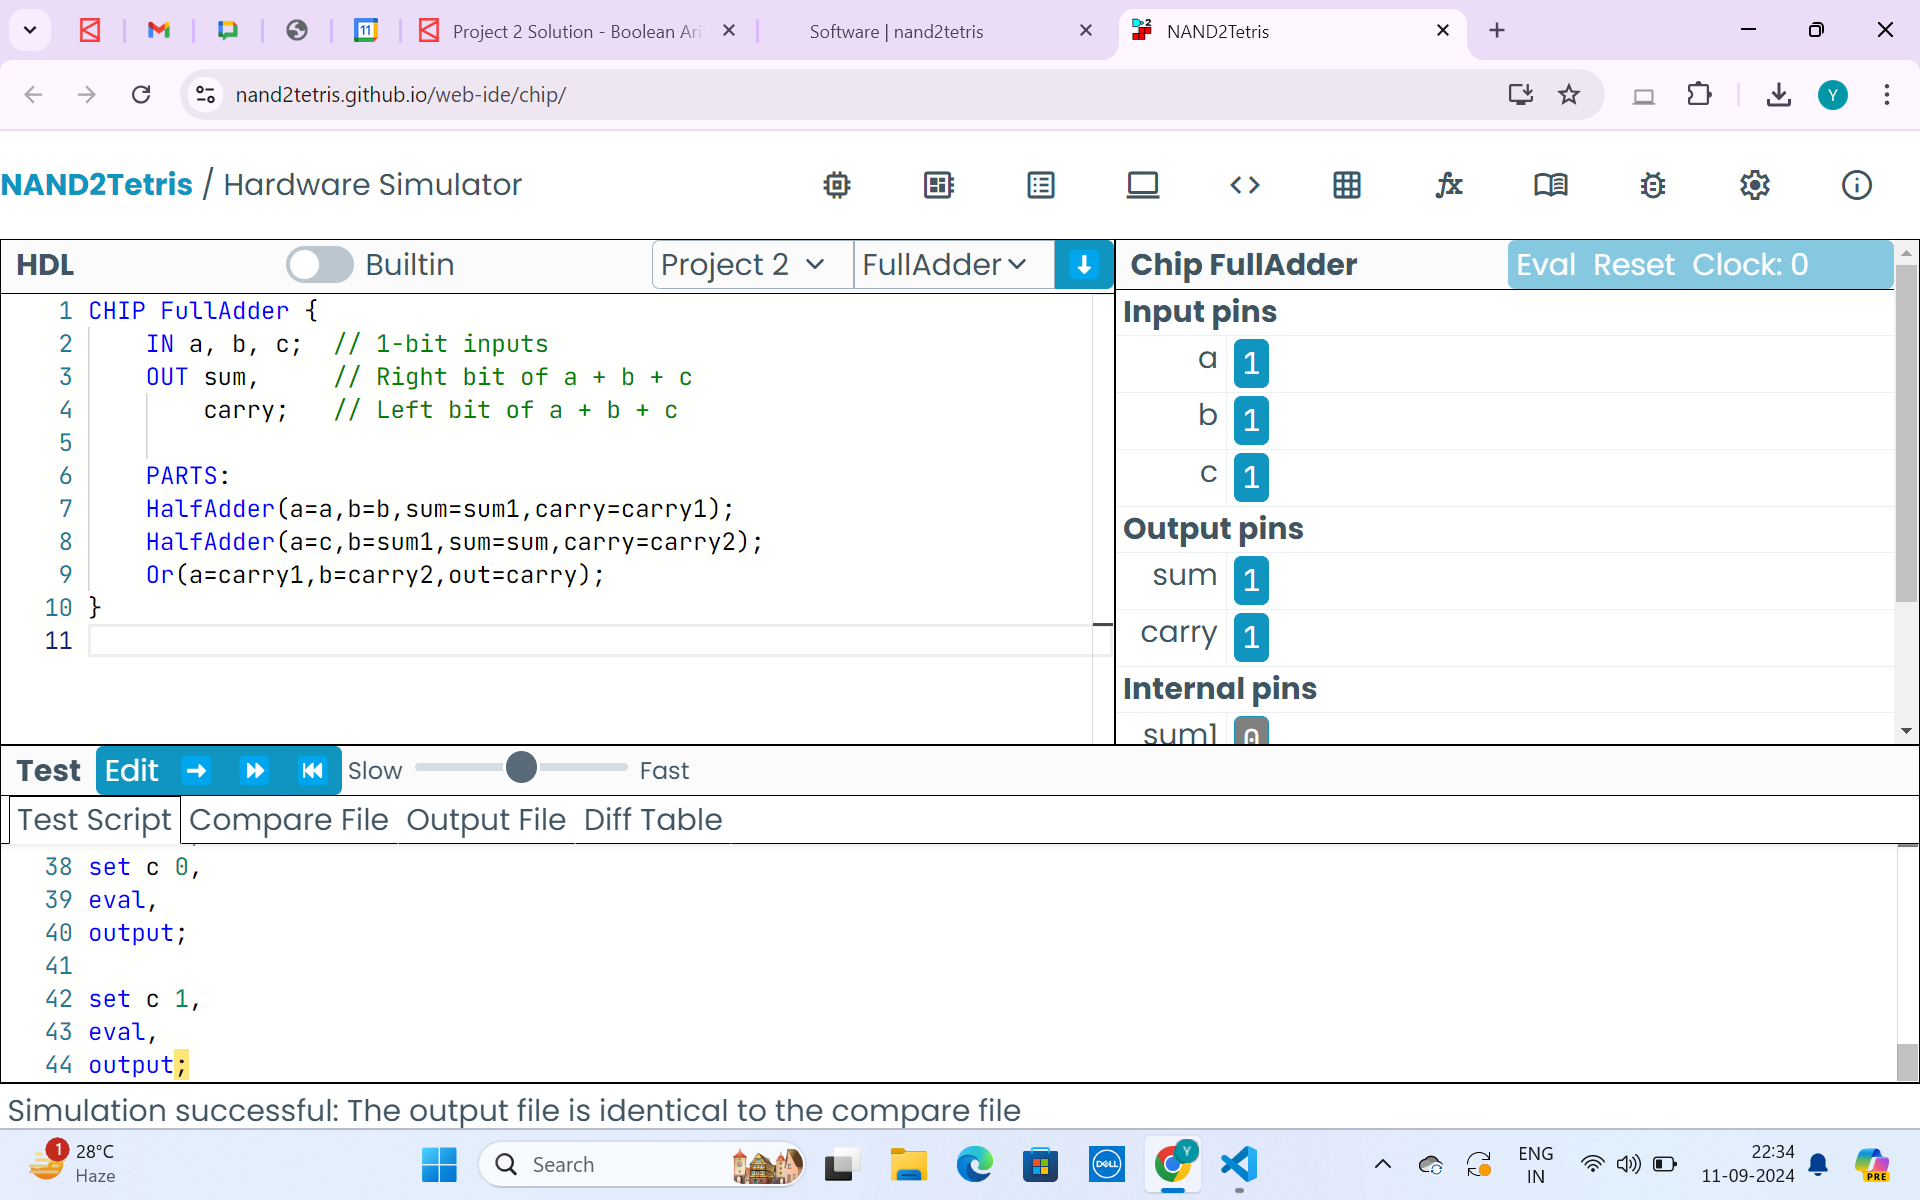 Project 2 Solution - Boolean Ari
Software | nand2tetris
NAND2Tetris
nand2tetris.github.io/web-ide/chip/
Y
NAND2Tetris / Hardware Simulator
HDL
Builtin
Project 2
FullAdder
Chip FullAdder
Eval Reset Clock: 0
1 CHIP FullAdder {
2 IN a, b, c; // 1-bit inputs
3 OUT sum, // Right bit of a + b + c
4 carry; // Left bit of a + b + c
5
6 PARTS:
7 HalfAdder(a=a,b=b,sum=sum1,carry=carry1);
8 HalfAdder(a=c,b=sum1,sum=sum,carry=carry2);
9 Or(a=carry1,b=carry2,out=carry);
10 }
11
Input pins
a 1
b 1
c 1
Output pins
sum 1
carry 1
Internal pins
sum1 0
Test Edit Slow Fast
Test Script Compare File Output File Diff Table
38 set c 0,
39 eval,
40 output;
41
42 set c 1,
43 eval,
44 output;
Simulation successful: The output file is identical to the compare file
1
28°C
Haze
Search
DELL
Y
ENG
IN
22:34
11-09-2024
PRE